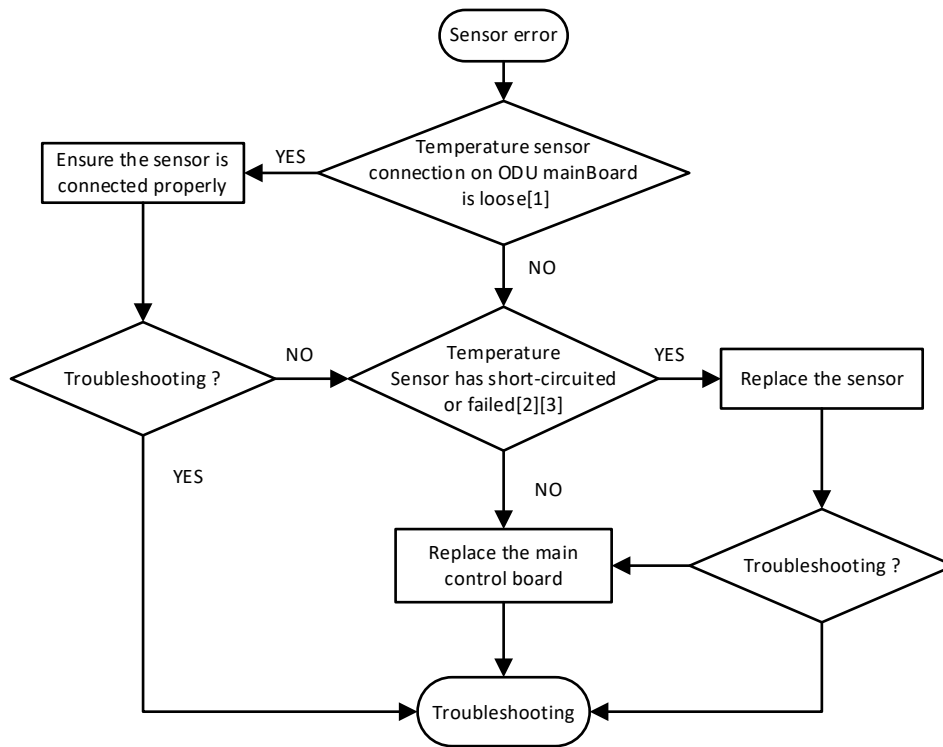 Sensor error
Temperature sensor
connection on ODU mainBoard
is loose[1]
YES
Ensure the sensor is
connected properly
NO
Troubleshooting ?
NO
Temperature
Sensor has short-circuited
or failed[2][3]
YES
Replace the sensor
YES
NO
Replace the main
control board
Troubleshooting ?
Troubleshooting